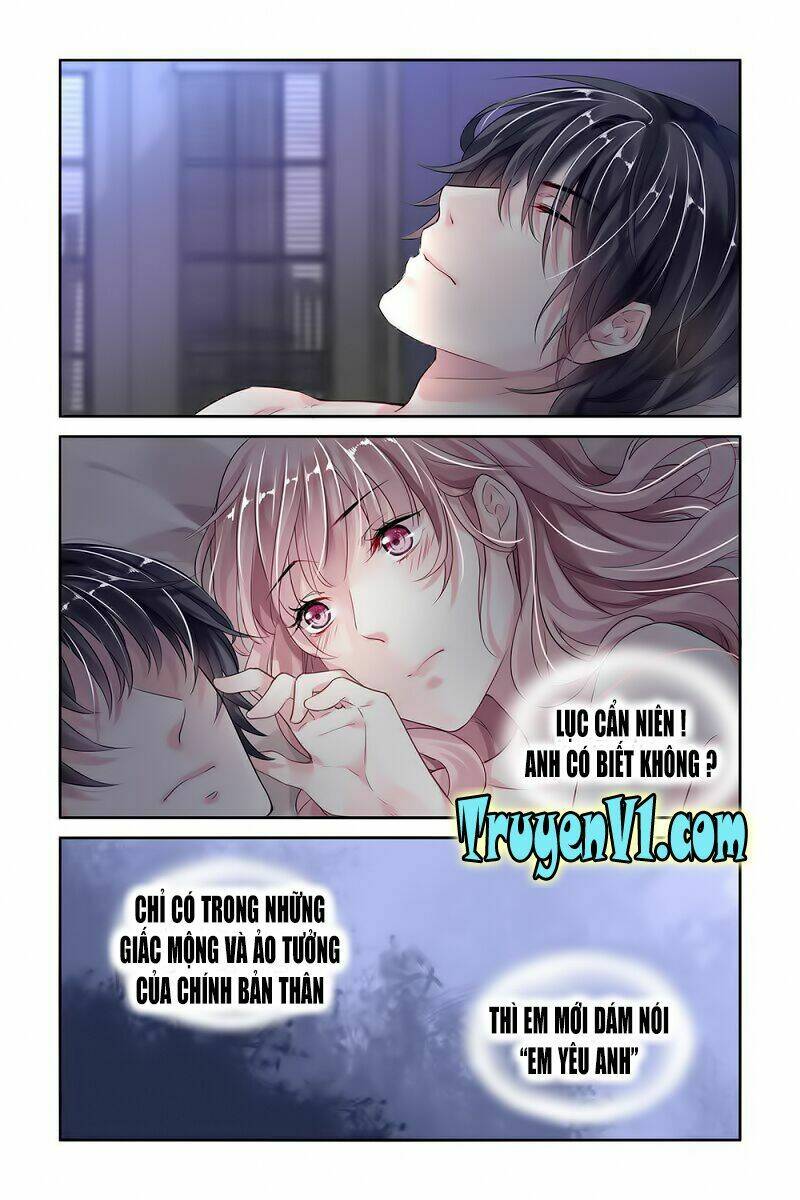 LỤC CẨN NIÊN !
ANH CÓ BIẾT KHÔNG ?
TruyenV1.com
CHỈ CÓ TRONG NHỮNG
GIẤC MỘNG VÀ ẢO TƯỞNG
CỦA CHÍNH BẢN THÂN
THÌ EM MỚI DÁM NÓI
“EM YÊU ANH”